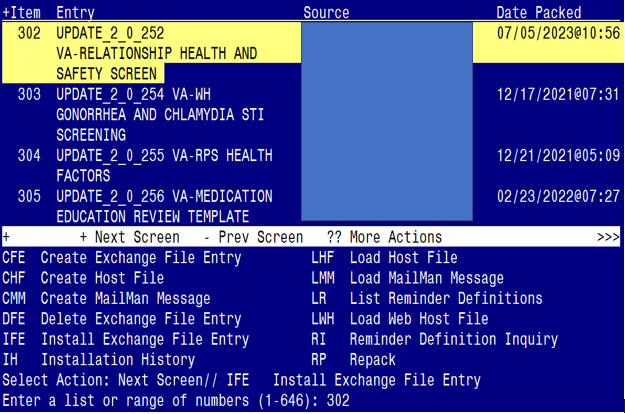 +Item  Entry                         Source                    Date Packed
302  UPDATE_2_0_252                                            07/05/2023@10:56
VA-RELATIONSHIP HEALTH AND
SAFETY SCREEN
303  UPDATE_2_0_254 VA-WH                                      12/17/2021@07:31
GONORRHEA AND CHLAMYDIA STI
SCREENING
304  UPDATE_2_0_255 VA-RPS HEALTH                              12/21/2021@05:09
FACTORS
305  UPDATE_2_0_256 VA-MEDICATION                              02/23/2022@07:27
EDUCATION REVIEW TEMPLATE
+         + Next Screen   - Prev Screen   ?? More Actions                 >>>
CFE  Create Exchange File Entry        LHF  Load Host File
CHF  Create Host File                  LMM  Load MailMan Message
CMM  Create MailMan Message            LR   List Reminder Definitions
DFE  Delete Exchange File Entry        LWH  Load Web Host File
IFE  Install Exchange File Entry       RI   Reminder Definition Inquiry
IH   Installation History              RP   Repack
Select Action: Next Screen// IFE   Install Exchange File Entry
Enter a list or range of numbers (1-646): 302